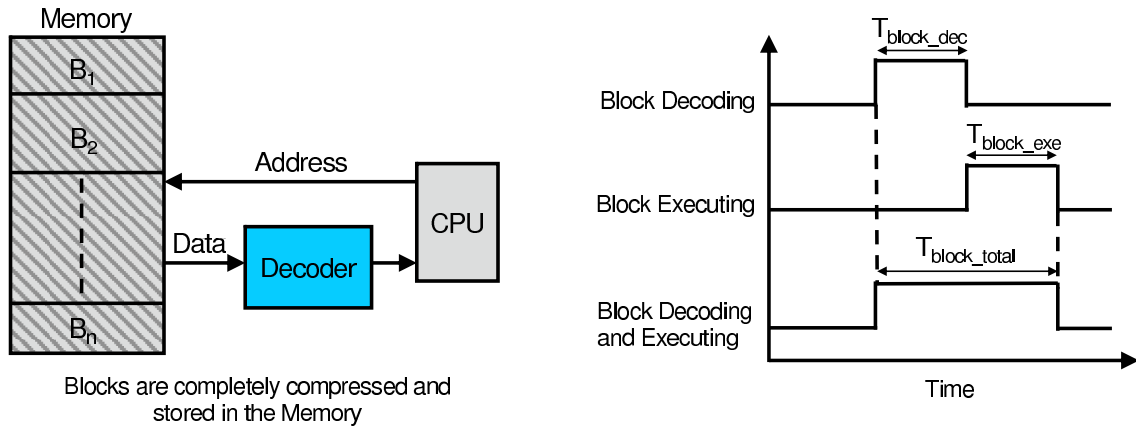 Memory
B1
B2
Bn
Address
Data
Decoder
CPU
Blocks are completely compressed and
stored in the Memory
Tblock_dec
Block Decoding
Tblock_exe
Block Executing
Tblock_total
Block Decoding
and Executing
Time